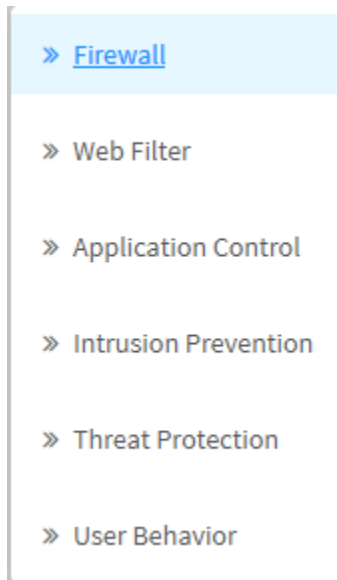 Firewall
Web Filter
Application Control
Intrusion Prevention
Threat Protection
User Behavior